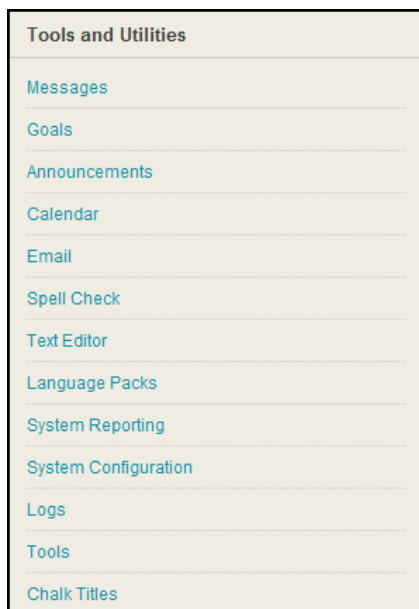 Tools and Utilities
Messages
Goals
Announcements
Calendar
Email
Spell Check
Text Editor
Language Packs
System Reporting
System Configuration
Logs
Tools
Chalk Titles